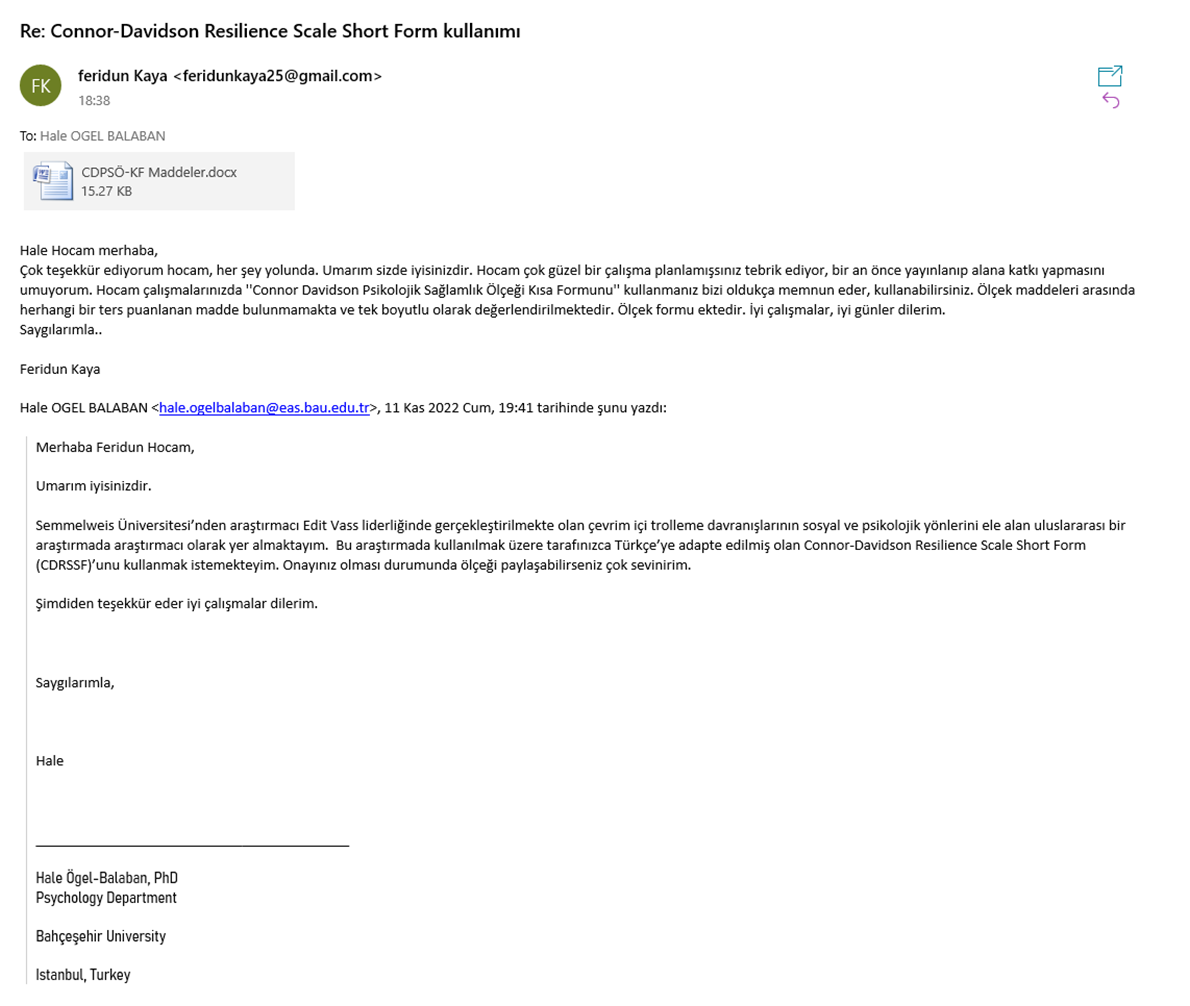 Re: Connor-Davidson Resilience Scale Short Form kullanımı
FK
feridun Kaya <feridunkaya25@gmail.com>
18:38
To: Hale OGEL BALABAN
CDPSÖ-KF Maddeler.docx
15.27 KB
Hale Hocam merhaba,
Çok teşekkür ediyorum hocam, her şey yolunda. Umarım sizde iyisinizdir. Hocam çok güzel bir çalışma planlamışsınız tebrik ediyor, bir an önce yayınlanıp alana katkı yapmasını
umuyorum. Hocam çalışmalarınızda "Connor Davidson Psikolojik Sağlamlık Ölçeği Kısa Formunu" kullanmanız bizi oldukça memnun eder, kullanabilirsiniz. Ölçek maddeleri arasında
herhangi bir ters puanlanan madde bulunmamakta ve tek boyutlu olarak değerlendirilmektedir. Ölçek formu ektedir. İyi çalışmalar, iyi günler dilerim.
Saygılarımla..
Feridun Kaya
Hale OGEL BALABAN <hale.ogelbalaban@eas.bau.edu.tr>, 11 Kas 2022 Cum, 19:41 tarihinde şunu yazdı:
Merhaba Feridun Hocam,
Umarım iyisinizdir.
Semmelweis Üniversitesi’nden araştırmacı Edit Vass liderliğinde gerçekleştirilmekte olan çevrim içi trolleme davranışlarının sosyal ve psikolojik yönlerini ele alan uluslararası bir
araştırmada araştırmacı olarak yer almaktayım.  Bu araştırmada kullanılmak üzere tarafınızca Türkçe’ye adapte edilmiş olan Connor-Davidson Resilience Scale Short Form
(CDRSSF)’unu kullanmak istemekteyim. Onayınız olması durumunda ölçeği paylaşabilirseniz çok sevinirim.
Şimdiden teşekkür eder iyi çalışmalar dilerim.
Saygılarımla,
Hale
Hale Ögel-Balaban, PhD
Psychology Department
Bahçeşehir University
Istanbul, Turkey